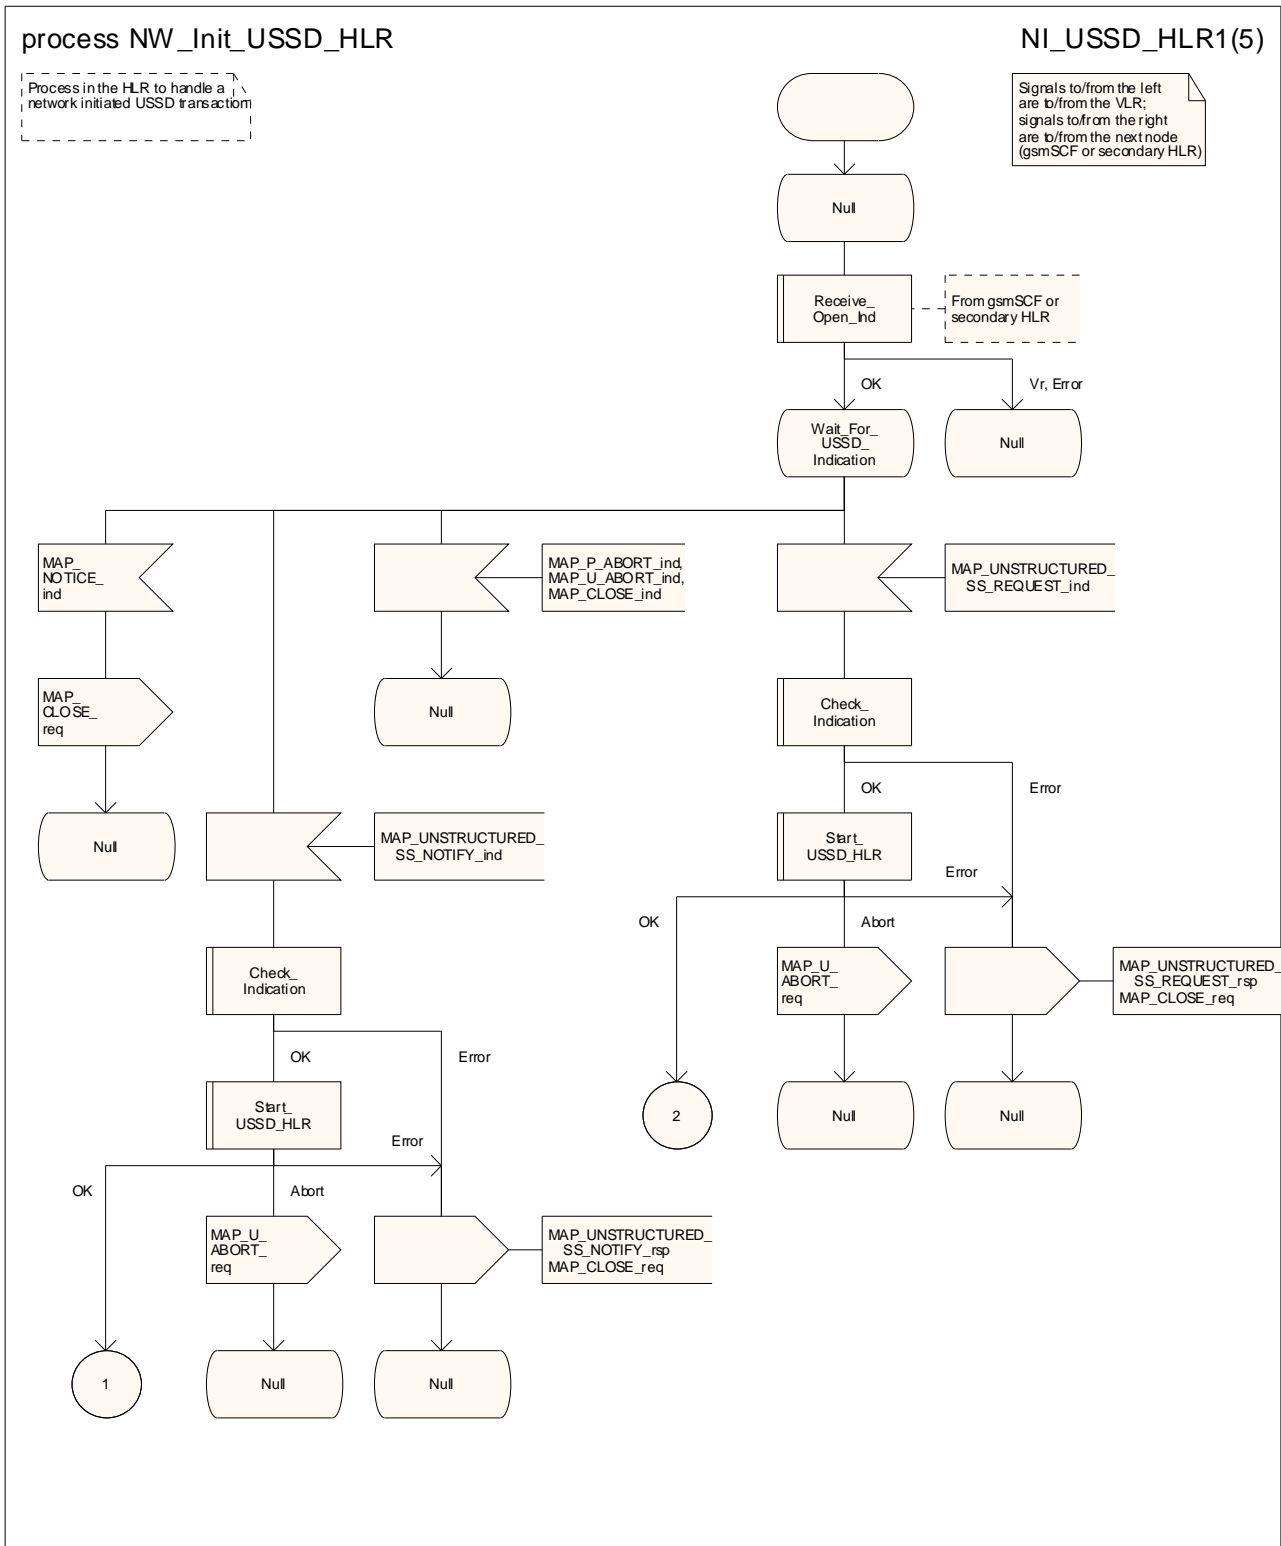 process NW_Init_USSD_HLR
NI_USSD_HLR1(5)
Process in the HLR to handle a
network initiated USSD transaction
Signals to/from the left
are to/from the VLR;
signals to/from the right
are to/from the next node
(gsmSCF or secondary HLR)
Null
Receive_
Open_Ind
From gsmSCF or
secondary HLR
OK
Vr, Error
Wait_For_
USSD_
Indication
Null
MAP_
NOTICE_
ind
MAP_P_ABORT_ind,
MAP_U_ABORT_ind,
MAP_CLOSE_ind
MAP_UNSTRUCTURED_
SS_REQUEST_ind
MAP_
CLOSE_
req
Null
Check_
Indication
OK
Error
Null
MAP_UNSTRUCTURED_
SS_NOTIFY_ind
Start_
USSD_HLR
Error
OK
Abort
Check_
Indication
MAP_U_
ABORT_
req
MAP_UNSTRUCTURED_
SS_REQUEST_rsp
MAP_CLOSE_req
OK
Error
Start_
USSD_HLR
2
Null
Null
Error
OK
Abort
MAP_U_
ABORT_
req
MAP_UNSTRUCTURED_
SS_NOTIFY_rsp
MAP_CLOSE_req
1
Null
Null